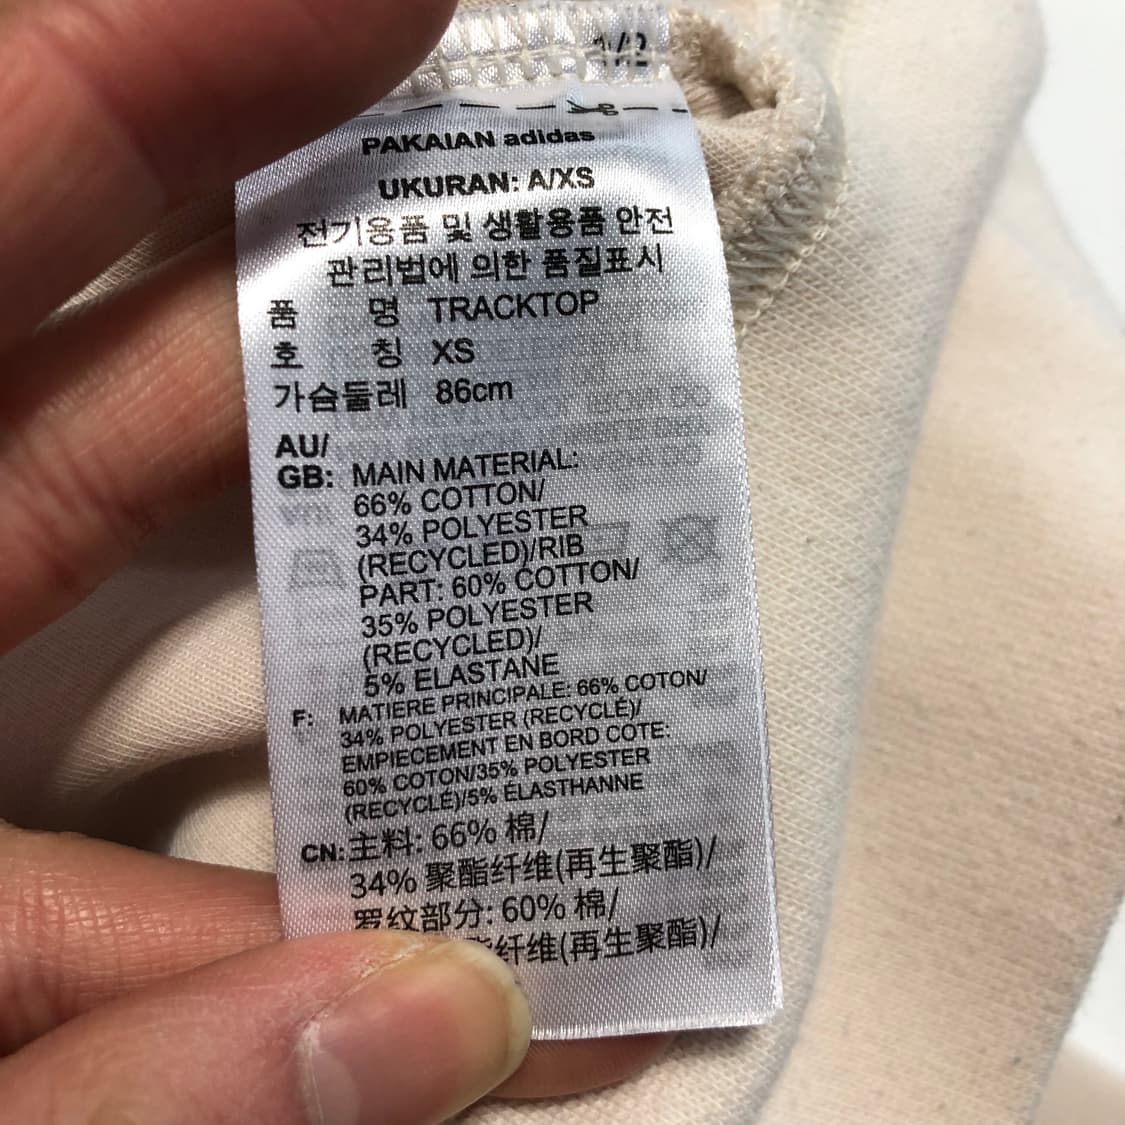 1/2
PAKAIAN adidas
UKURAN: A/XS
전기용품 및 생활용품 안전
관리법에 의한 품질표시
품 명 TRACKTOP
호 칭 XS
가슴둘레 86cm
AU/
GB: MAIN MATERIAL:
66% COTTON/
34% POLYESTER
(RECYCLED)/RIB
PART: 60% COTTON/
35% POLYESTER
(RECYCLED)/
5% ELASTANE
F: MATIERE PRINCIPALE: 66% COTON/
34% POLYESTER (RECYCLÉ)/
EMPIECEMENT EN BORD COTE:
60% COTON/35% POLYESTER
(RECYCLÉ)/5% ÉLASTHANNE
CN: 主料: 66% 棉/
34% 聚酯纤维(再生聚酯)/
罗纹部分: 60% 棉/
纤维(再生聚酯)/